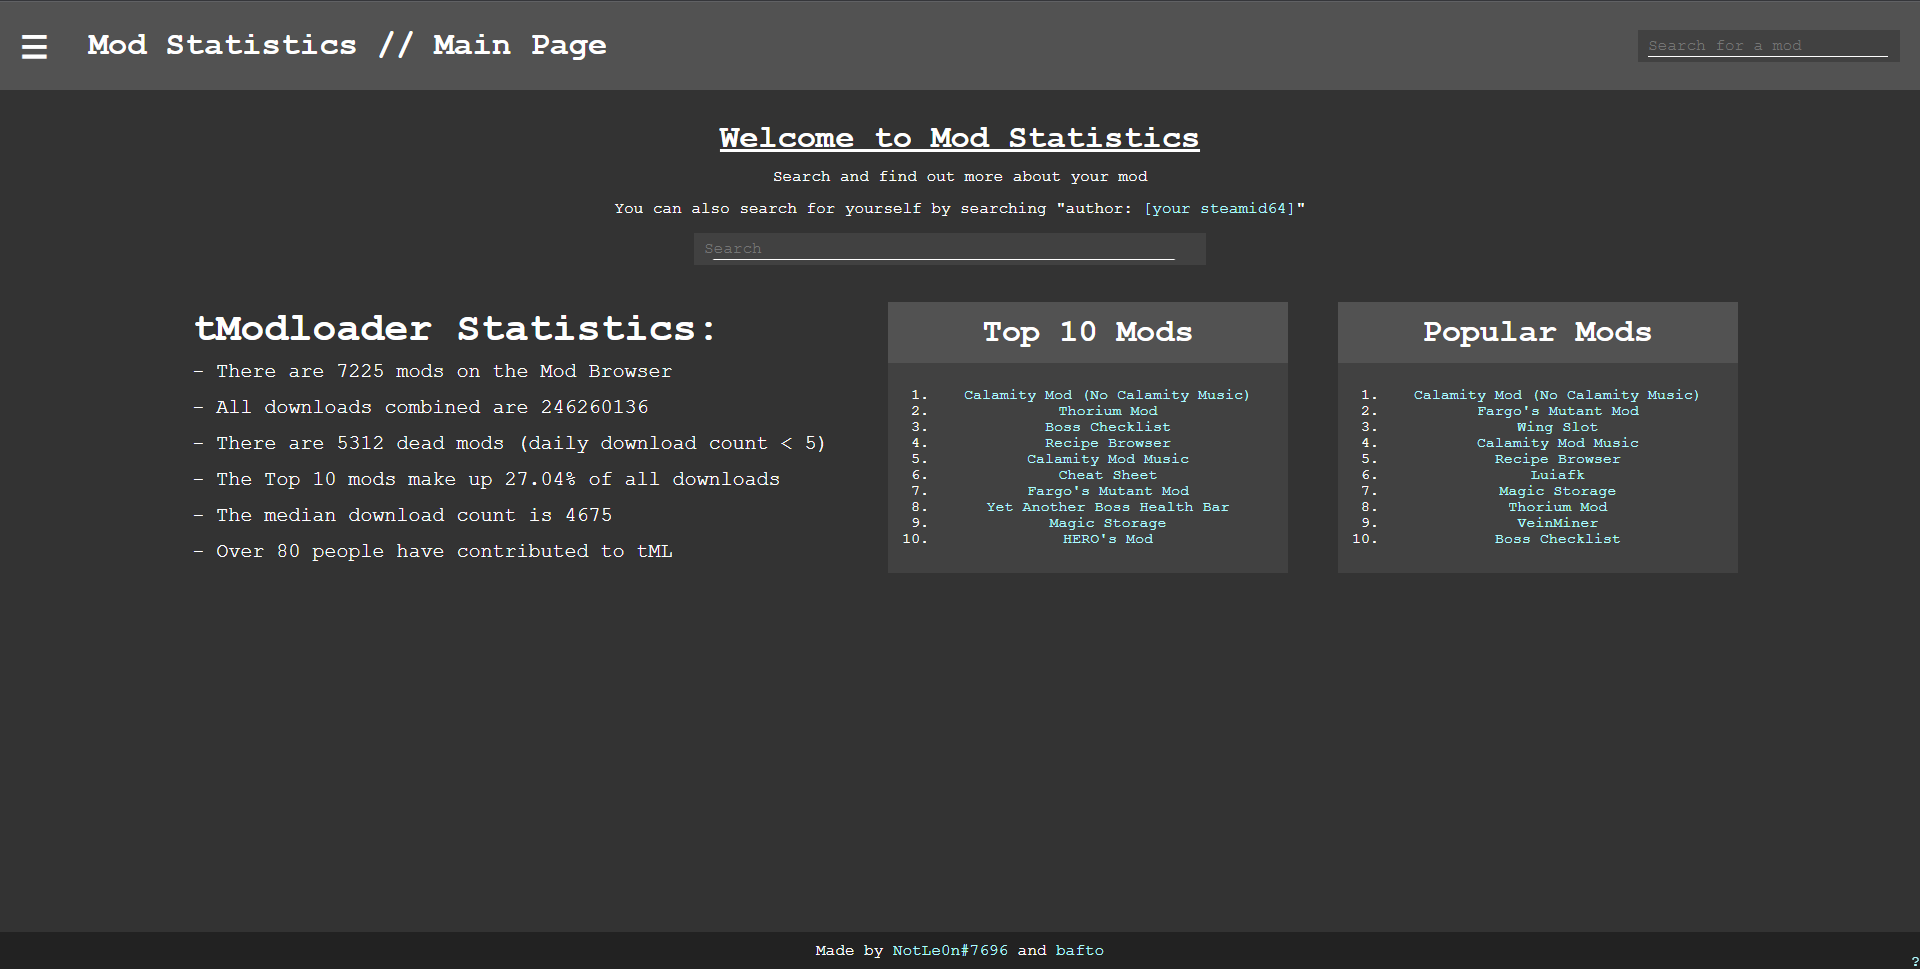 Mod Statistics // Main Page
Search for a mod
Welcome to Mod Statistics
Search and find out more about your mod
You can also search for yourself by searching "author: [your steamid64]"
Search
tModloader Statistics:
- There are 7225 mods on the Mod Browser
- All downloads combined are 246260136
- There are 5312 dead mods (daily download count < 5)
- The Top 10 mods make up 27.04% of all downloads
- The median download count is 4675
- Over 80 people have contributed to tML
Top 10 Mods
1. Calamity Mod (No Calamity Music)
2. Thorium Mod
3. Boss Checklist
4. Recipe Browser
5. Calamity Mod Music
6. Cheat Sheet
7. Fargo's Mutant Mod
8. Yet Another Boss Health Bar
9. Magic Storage
10. HERO's Mod
Popular Mods
1. Calamity Mod (No Calamity Music)
2. Fargo's Mutant Mod
3. Wing Slot
4. Calamity Mod Music
5. Recipe Browser
6. Luiafk
7. Magic Storage
8. Thorium Mod
9. VeinMiner
10. Boss Checklist
Made by NotLe0n#7696 and bafto
?